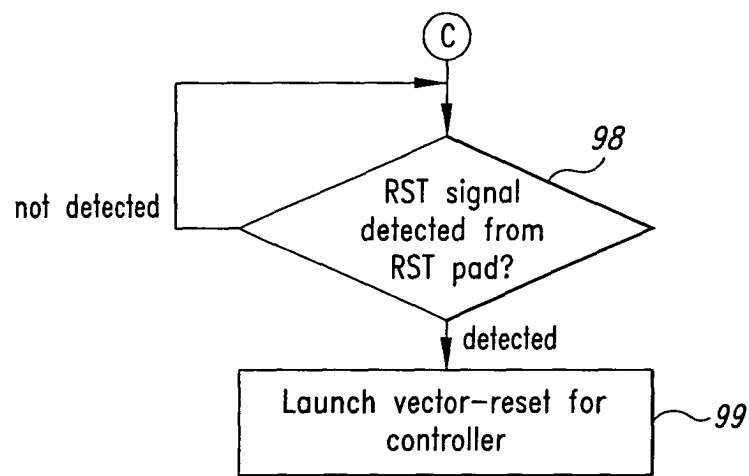 C
98
RST signal
detected from
RST pad?
not detected
detected
Launch vector-reset for
controller
99